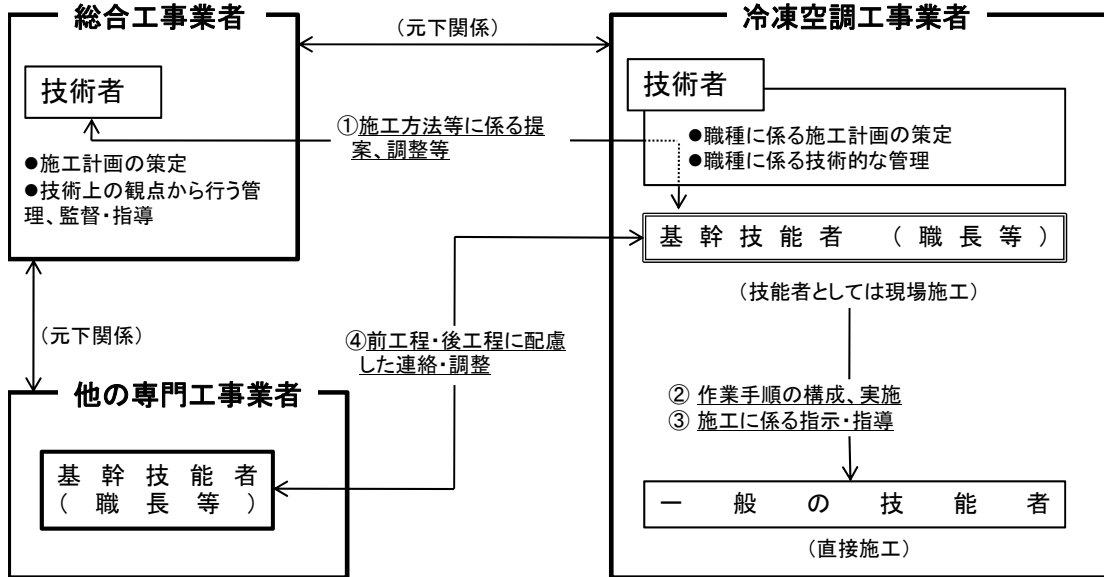 総合工事業者
技術者
●施工計画の策定
●技術上の観点から行う管
理、監督・指導
(元下関係)
①施工方法等に係る提
案、調整等
冷凍空調工事業者
技術者
●職種に係る施工計画の策定
●職種に係る技術的な管理
基幹技能者 (職長等)
(技能者としては現場施工)
(元下関係)
④前工程・後工程に配慮
した連絡・調整
② 作業手順の構成、実施
③ 施工に係る指示・指導
他の専門工事業者
基幹技能者
(職長等)
一般の技能者
(直接施工)